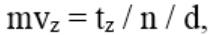 mv_z = t_z / n / d,